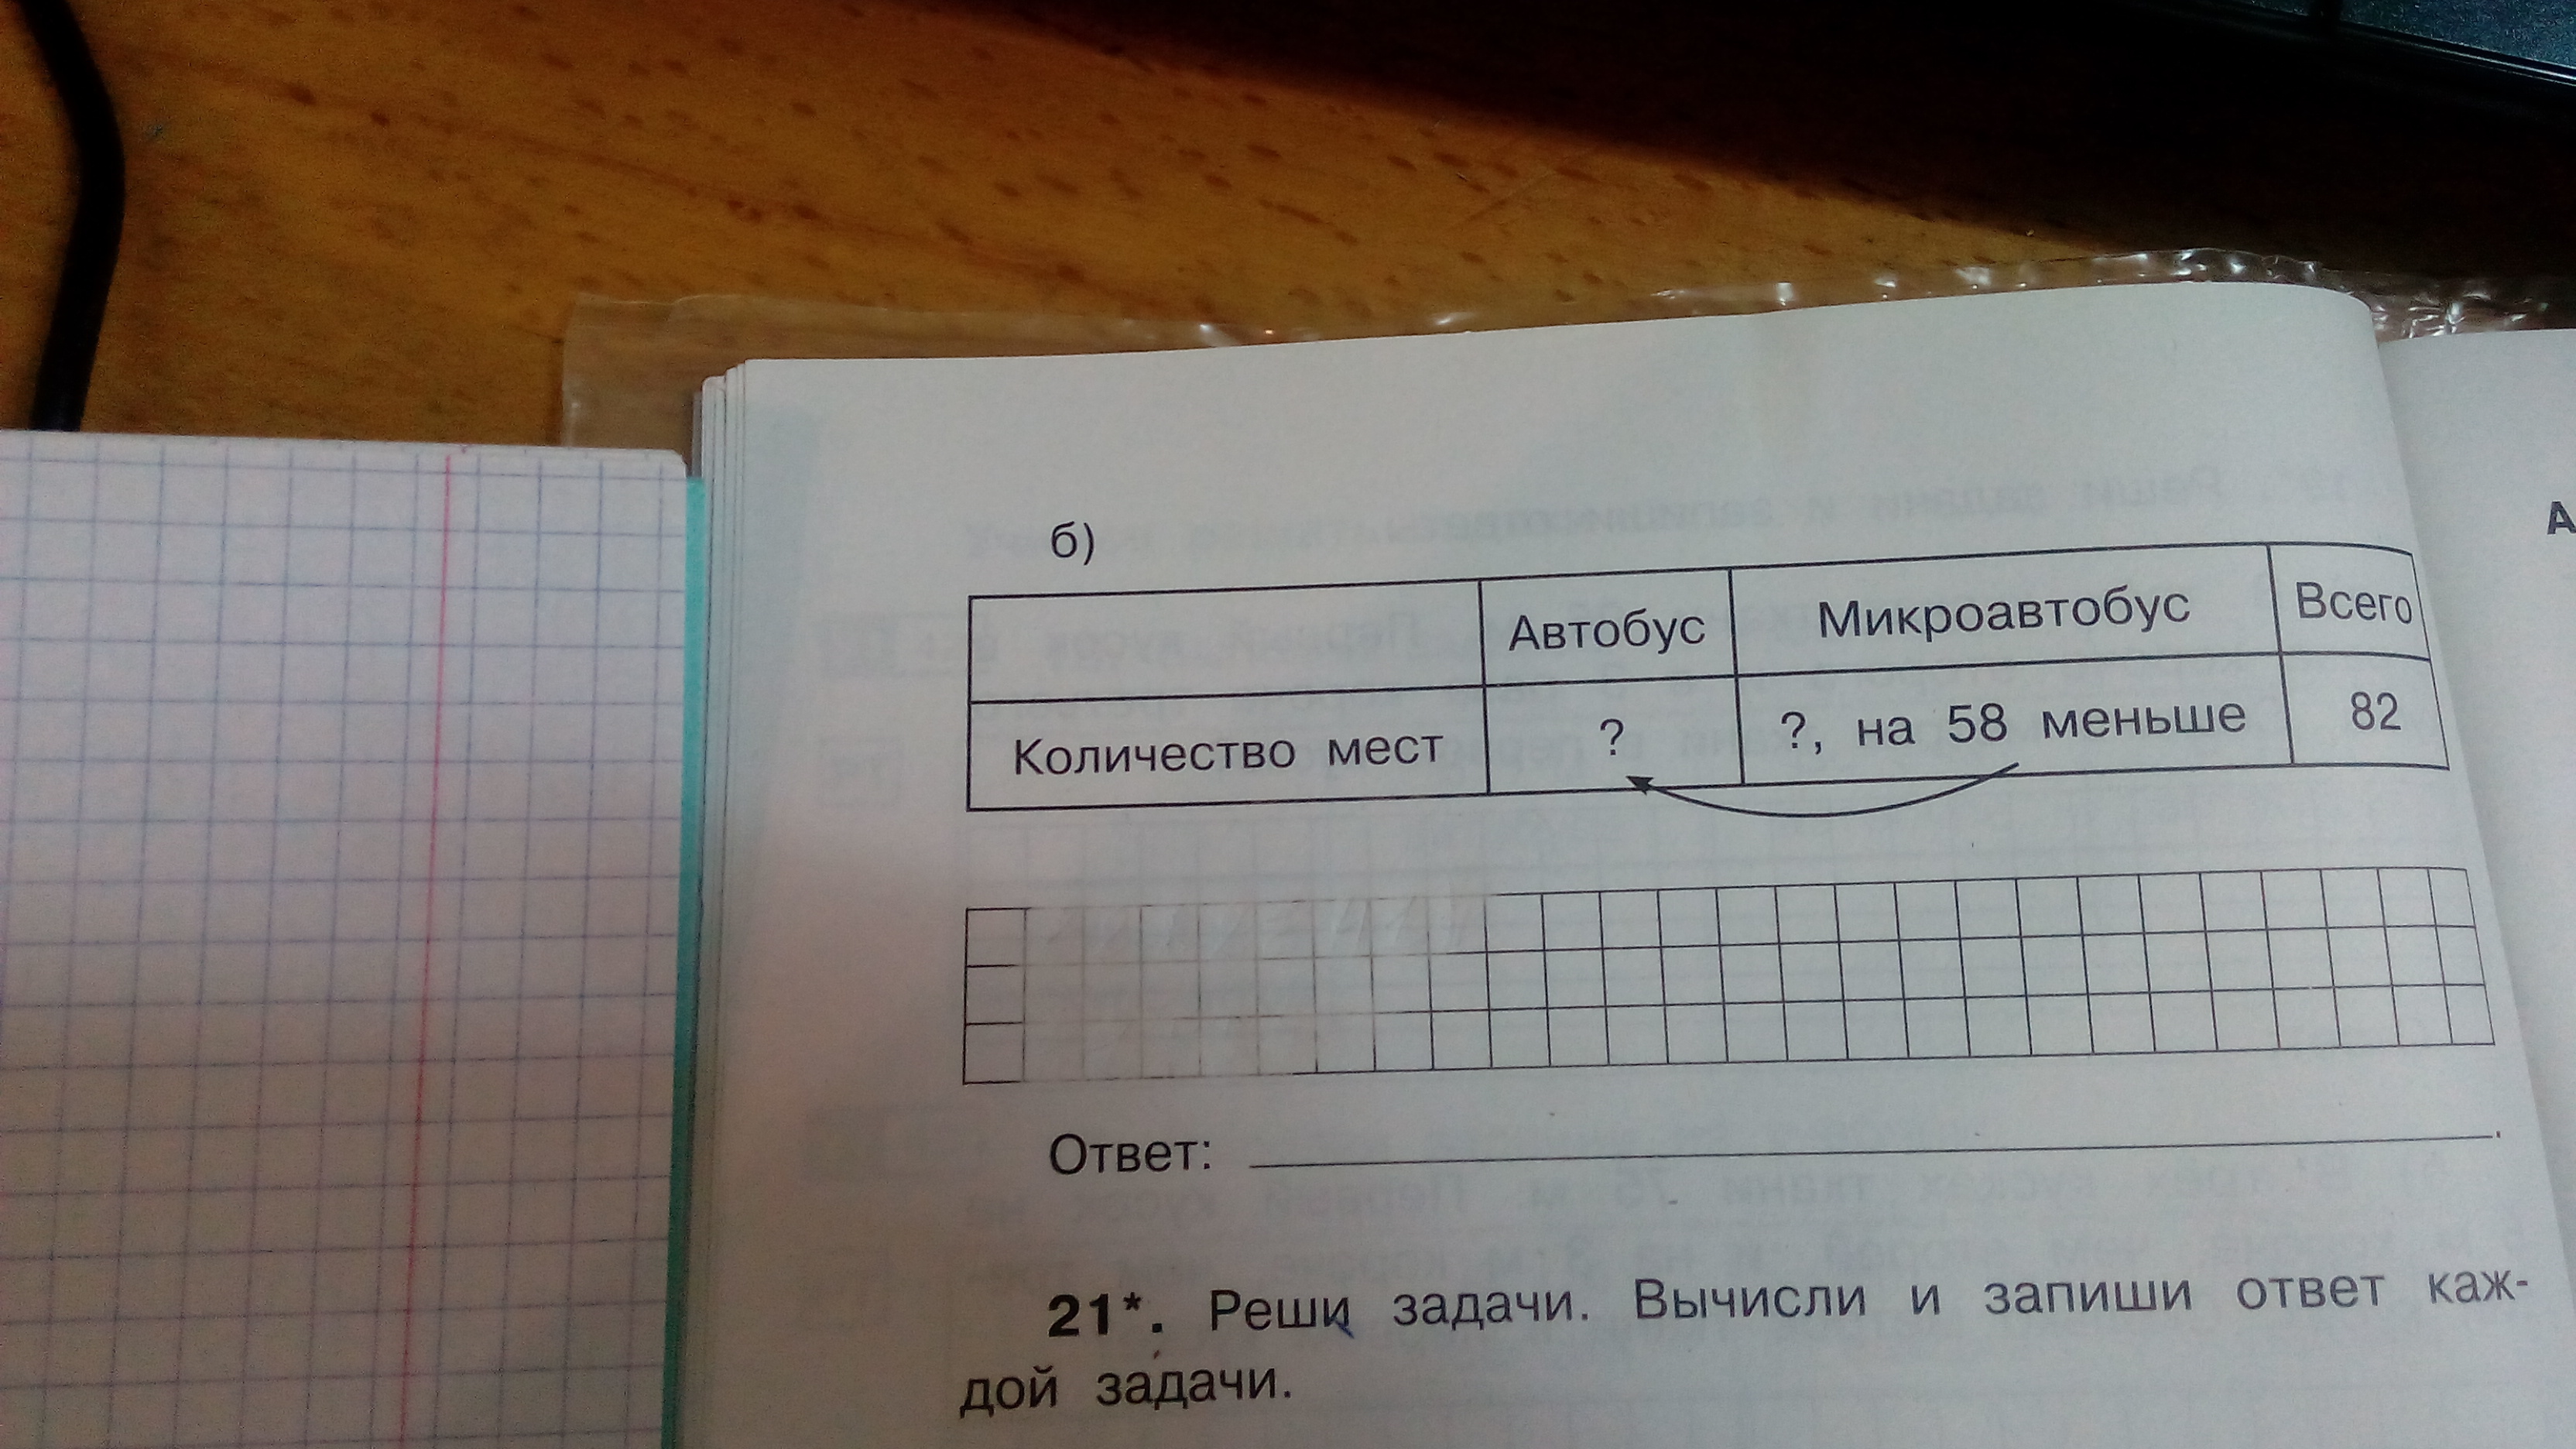 б)
Автобус Микроавтобус Всего
Количество мест ? ?, на 58 меньше 82
Ответ:
21*. Реши задачи. Вычисли и запиши ответ каж-
дой задачи.
А